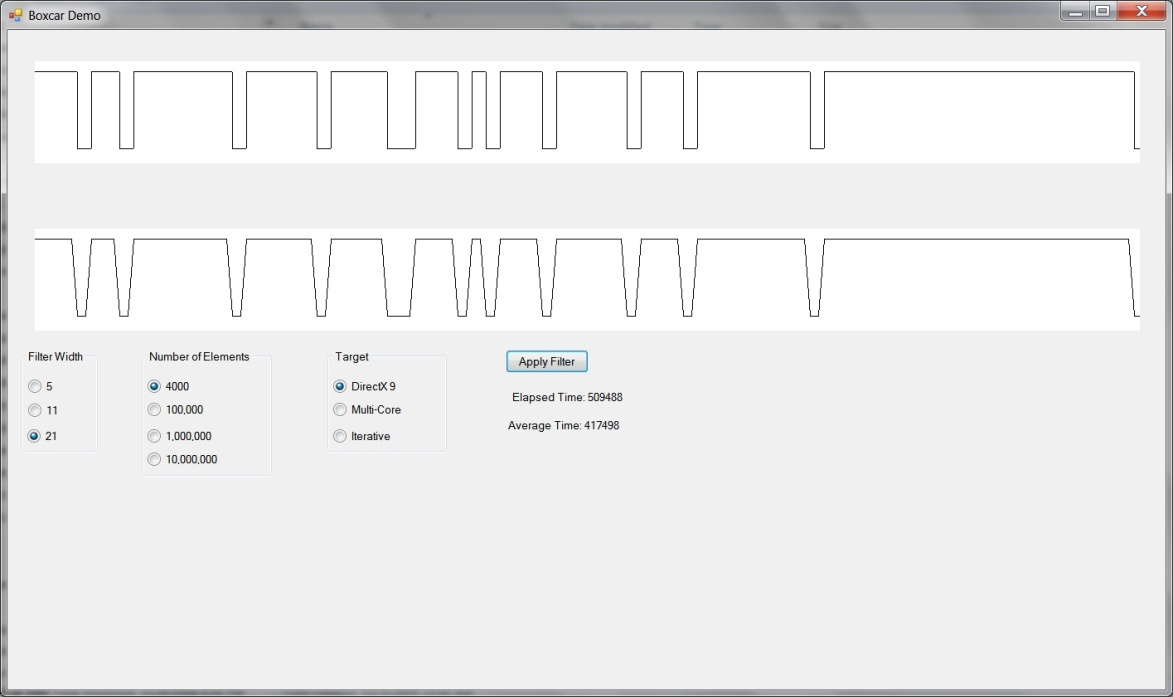 Boxcar Demo
Filter Width
5
11
21
Number of Elements
4000
100,000
1,000,000
10,000,000
Target
DirectX 9
Multi-Core
Iterative
Apply Filter
Elapsed Time: 509488
Average Time: 417498